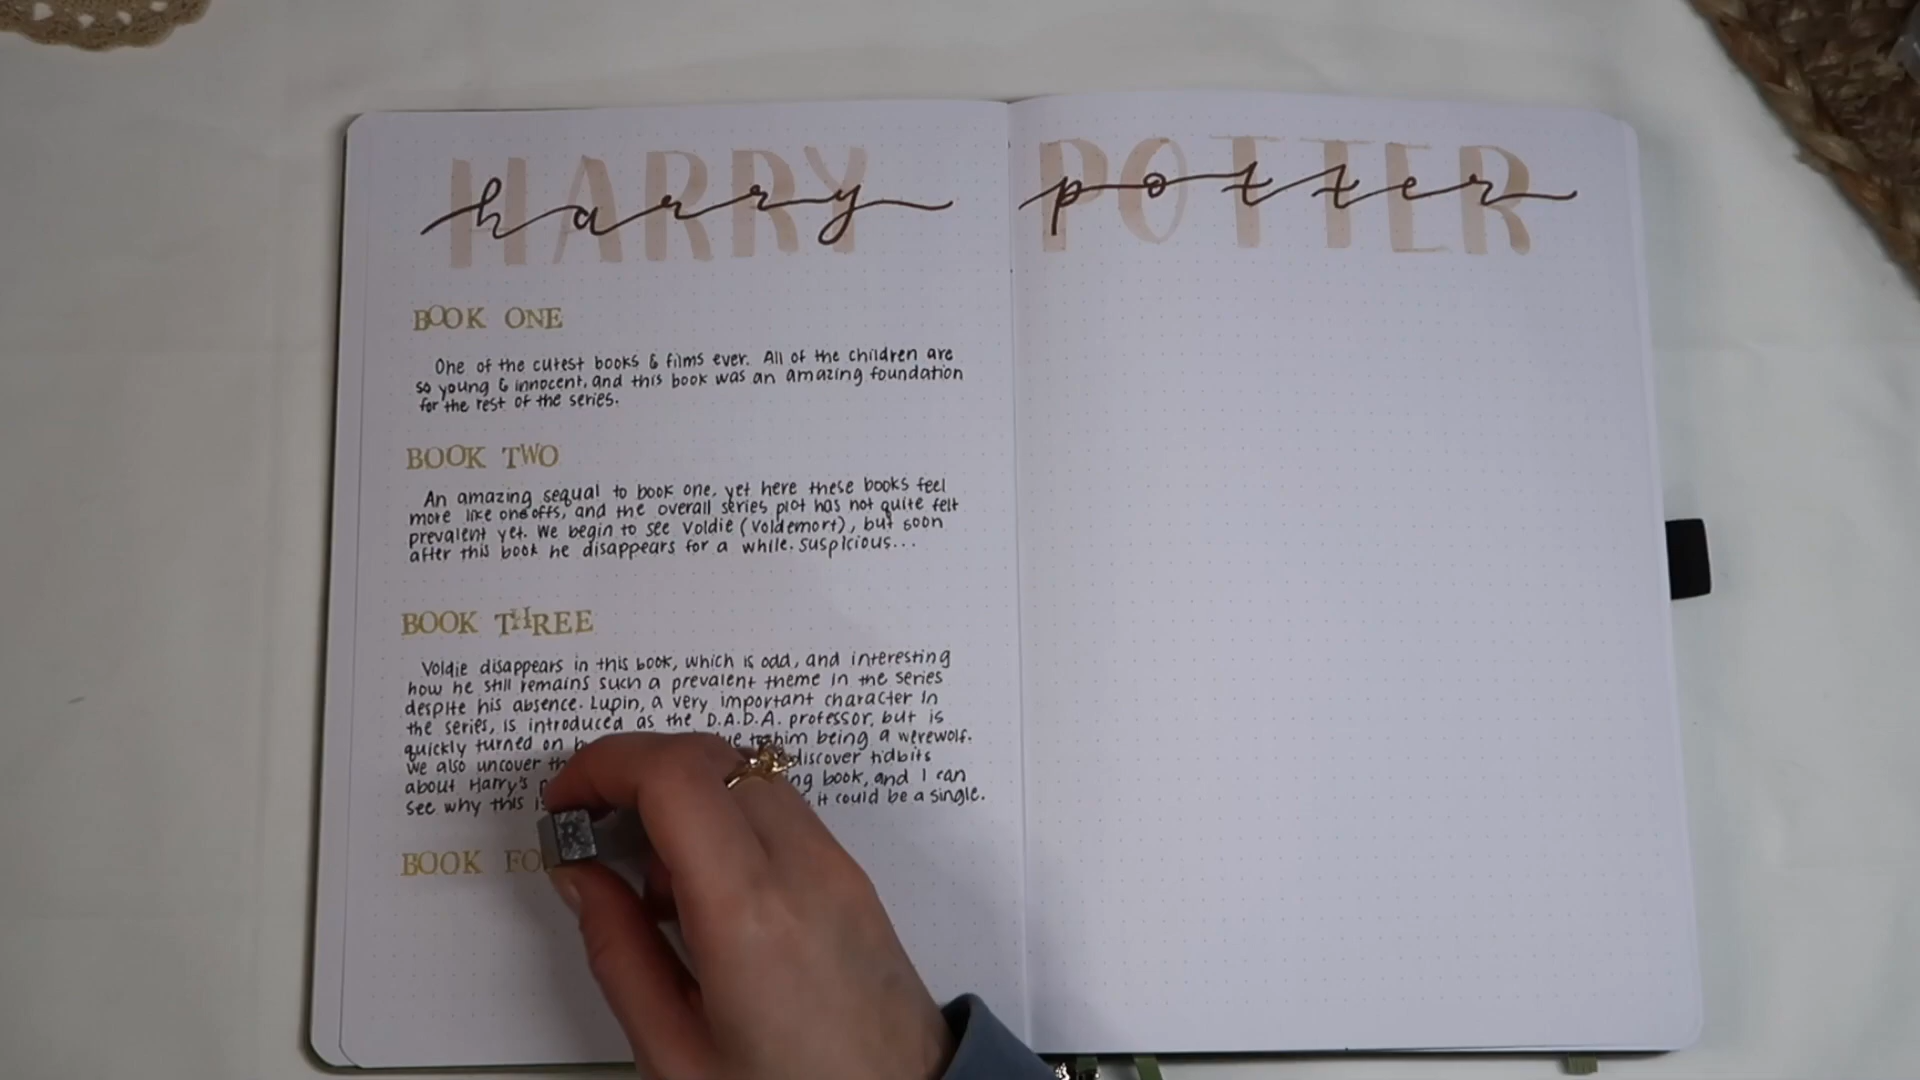 HARRY POTTER
harry potter
BOOK ONE
One of the cutest books & films ever. All of the children are
so young & innocent, and this book was an amazing foundation
for the rest of the series.
BOOK TWO
An amazing sequal to book one, yet here these books feel
more like one offs, and the overall series plot has not quite felt
prevalent yet. We begin to see Voldie (Voldemort), but soon
after this book he disappears for a while. Suspicious...
BOOK THREE
Voldie disappears in this book, which is odd, and interesting
how he still remains such a prevalent theme in the series
despite his absence. Lupin, a very important character in
the series, is introduced as the D.A.D.A. professor, but is
quickly turned on to him being a werewolf.
We also uncover discover tidbits
about Harry's book, and I can
see why this it could be a single.
BOOK